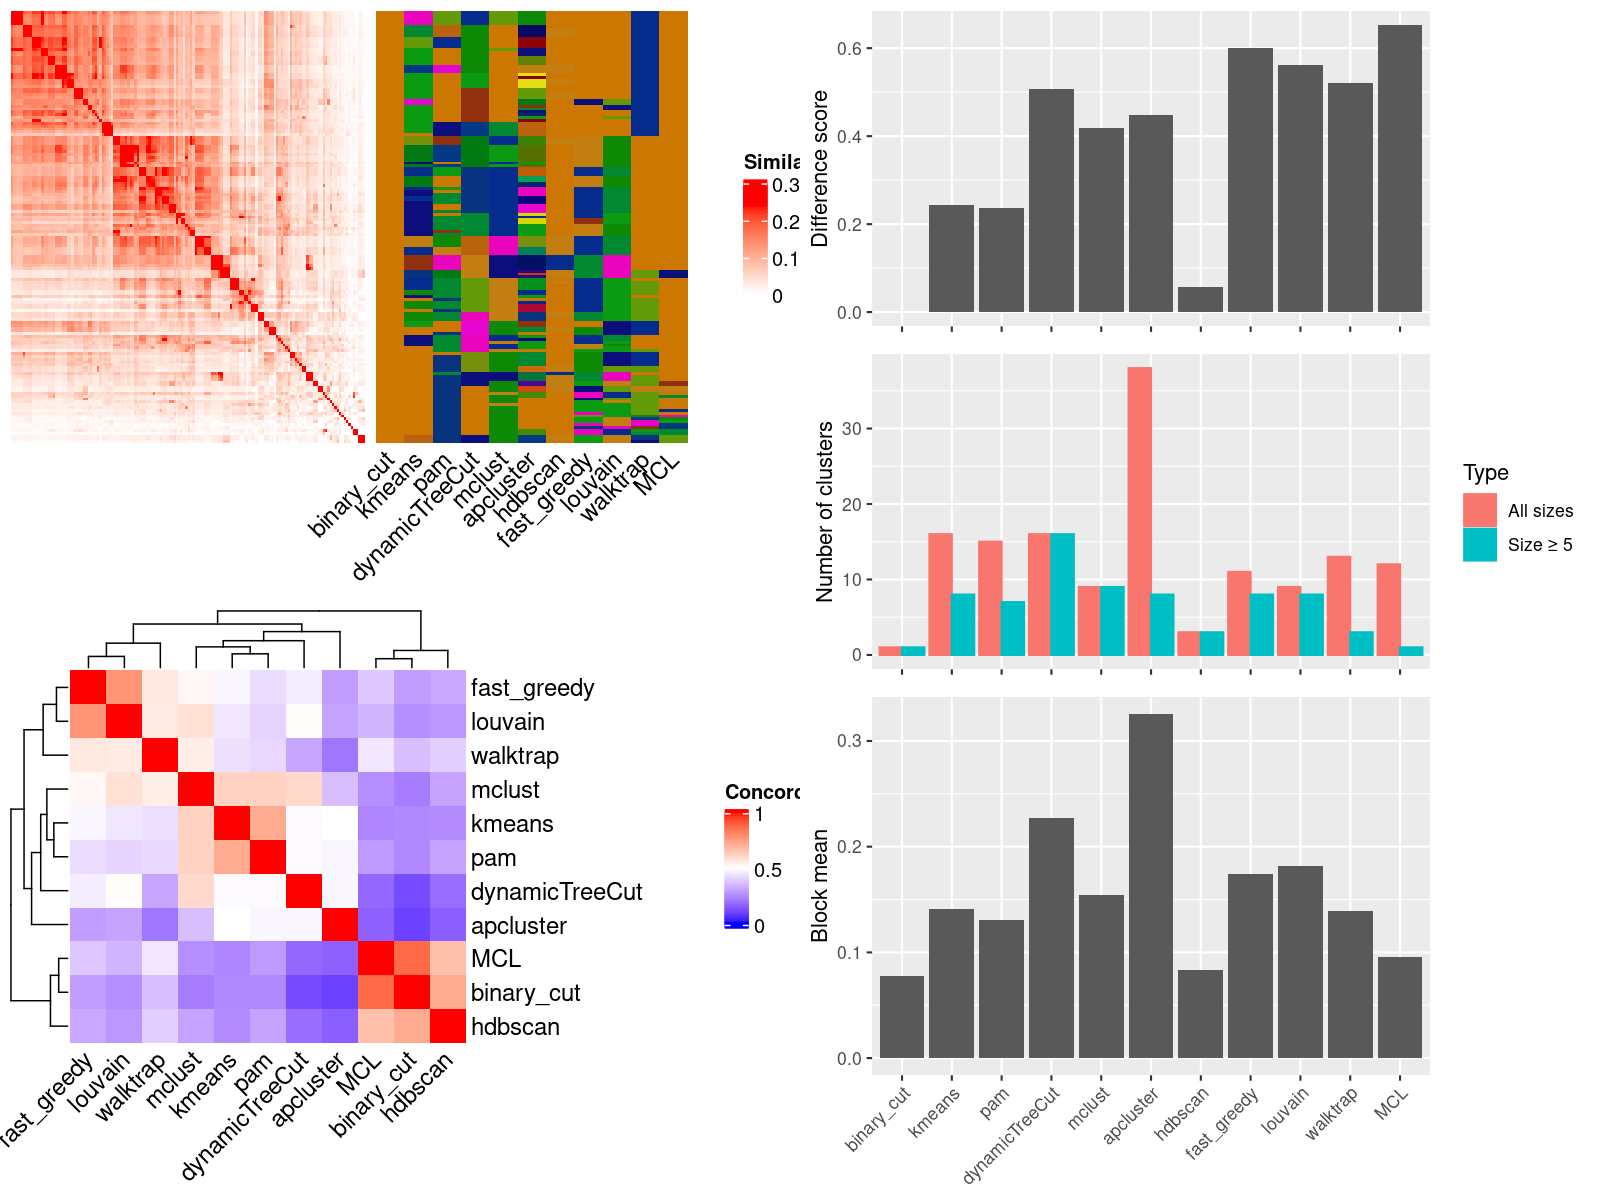 Simila
0.3
0.2
0.1
0
binary_cut
kmeans
pam
dynamicTreeCut
mclust
apcluster
hdbscan
fast_greedy
louvain
walktrap
MCL
fast_greedy
louvain
walktrap
mclust
kmeans
pam
dynamicTreeCut
apcluster
MCL
binary_cut
hdbscan
fast_greedy
louvain
walktrap
mclust
kmeans
pam
dynamicTreeCut
apcluster
MCL
binary_cut
hdbscan
Concord
1
0.5
0
Difference score
0.6
0.4
0.2
0.0
Number of clusters
30
20
10
0
Type
All sizes
Size ≥ 5
Block mean
0.3
0.2
0.1
0.0
binary_cut
kmeans
pam
dynamicTreeCut
mclust
apcluster
hdbscan
fast_greedy
louvain
walktrap
MCL